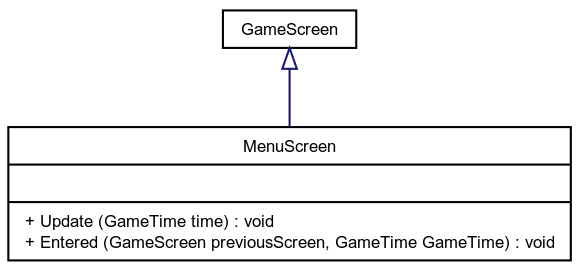 GameScreen
MenuScreen
+ Update (GameTime time) : void
+ Entered (GameScreen previousScreen, GameTime GameTime) : void